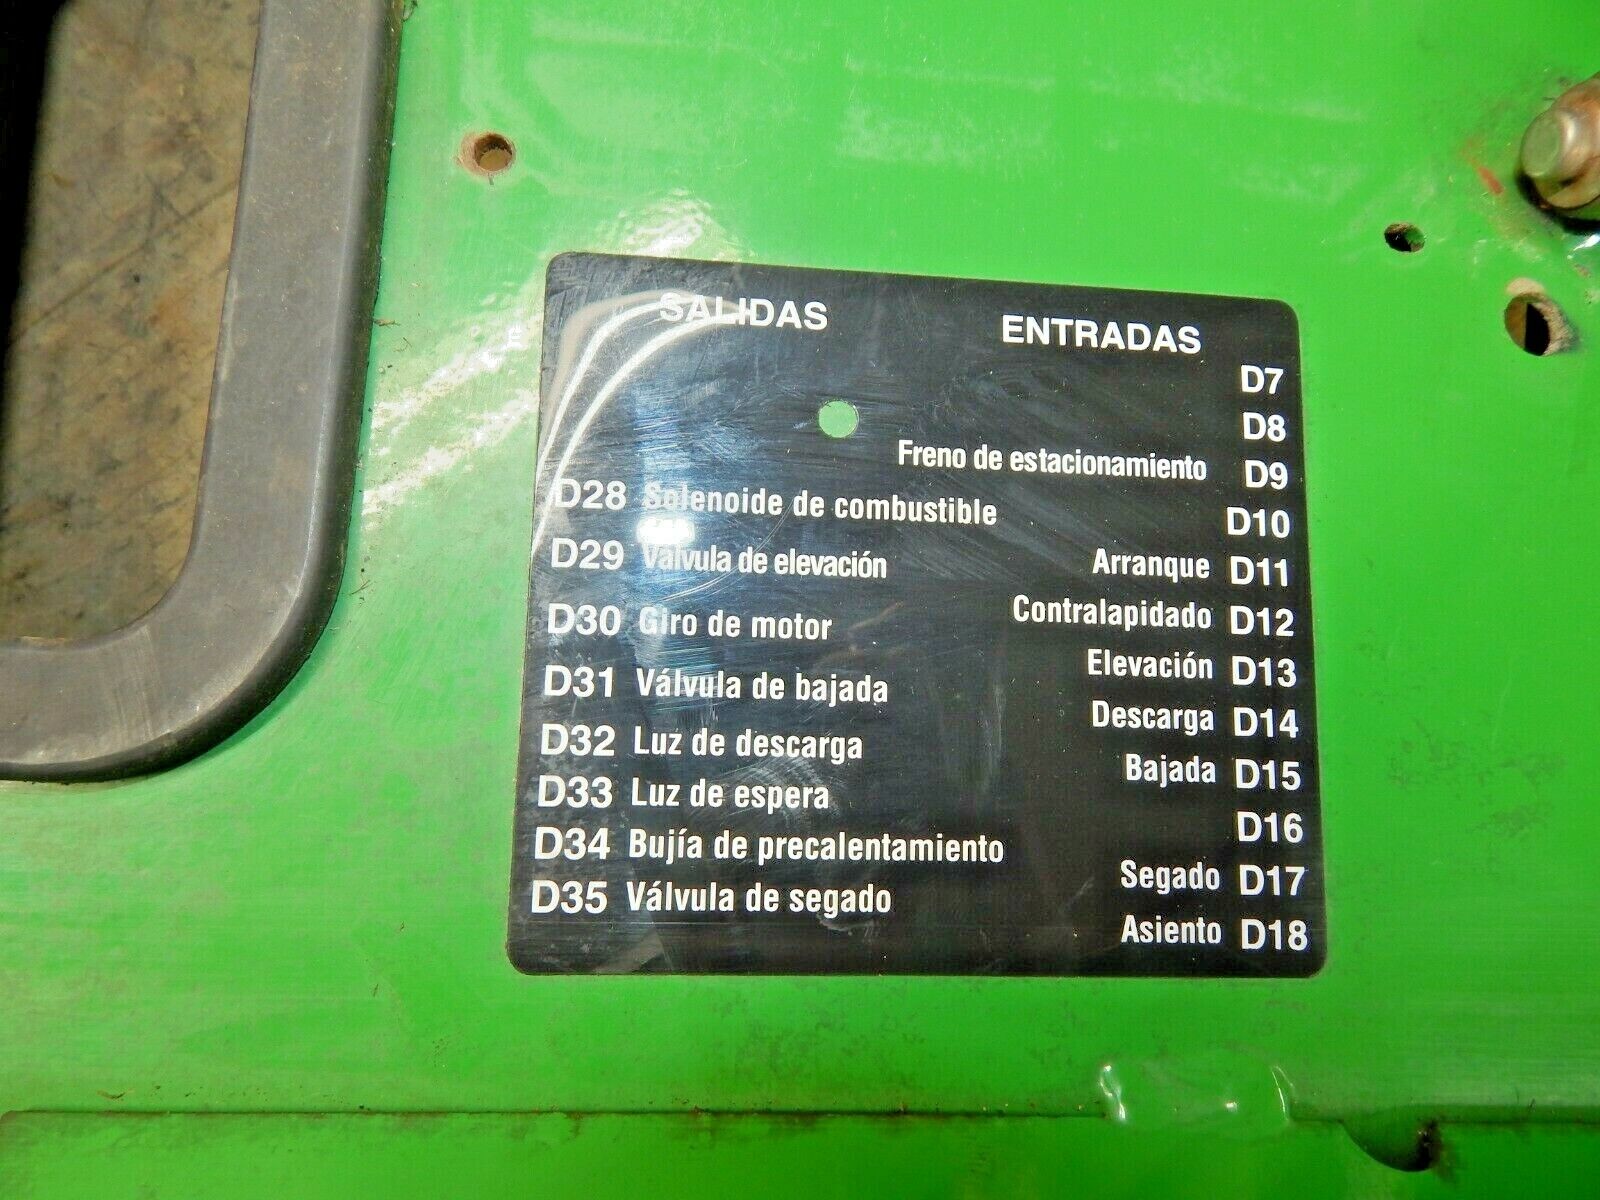 SALIDAS
ENTRADAS
D7
D8
Freno de estacionamiento D9
D28 Solenoide de combustible
D10
D29 Válvula de elevación
Arranque D11
D30 Giro de motor
Contralapidado D12
D31 Válvula de bajada
Elevación D13
D32 Luz de descarga
Descarga D14
D33 Luz de espera
Bajada D15
D16
D34 Bujía de precalentamiento
Segado D17
D35 Válvula de segado
Asiento D18